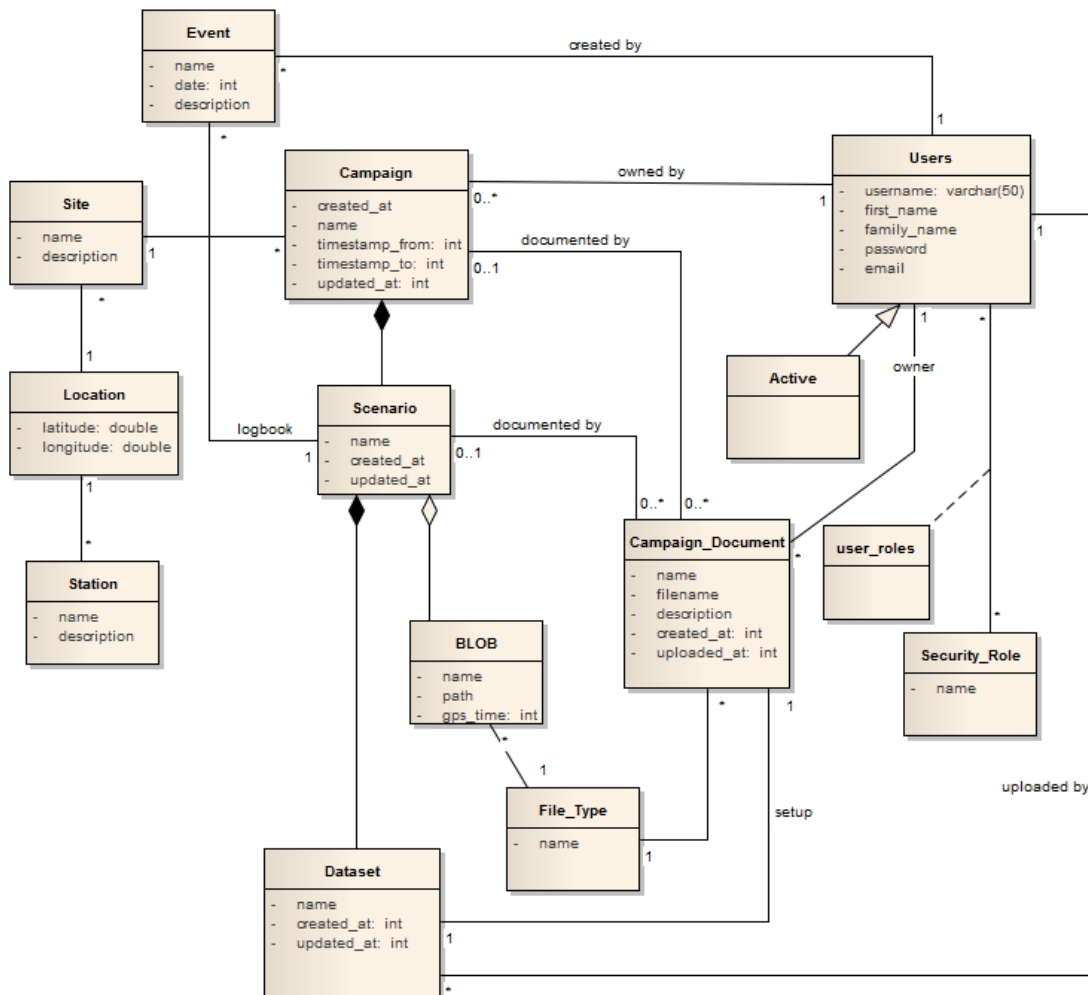 Event
- name
- date: int
- description
*
*
created by
1
Users
- username: varchar(50)
- first_name
- family_name
- password
- email
Campaign
- created_at
- name
- timestamp_from: int
- timestamp_to: int
- updated_at: int
owned by
0..*
1
1
documented by
0..1
Site
- name
- description
1
*
*
1
Location
- latitude: double
- longitude: double
1
*
Station
- name
- description
Scenario
- name
- created_at
- updated_at
logbook
1
documented by
0..1
0..*
0..*
Active
1
owner
*
*
user_roles
*
Security_Role
- name
Campaign_Document
- name
- filename
- description
- created_at: int
- uploaded_at: int
*
1
BLOB
- name
- path
- gps_time: int
*
1
File_Type
- name
1
setup
uploaded by
Dataset
- name
- created_at: int
- updated_at: int
1
*